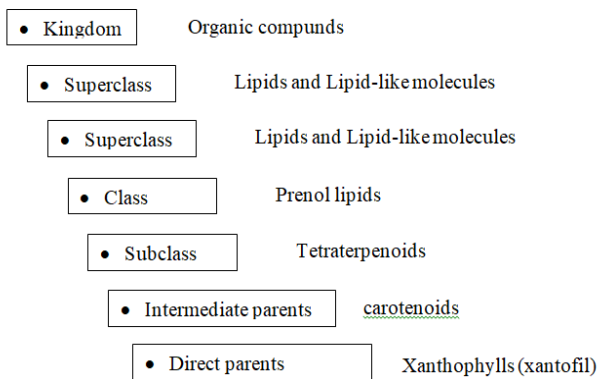 • Kingdom Organic compunds
• Superclass Lipids and Lipid-like molecules
• Superclass Lipids and Lipid-like molecules
• Class Prenol lipids
• Subclass Tetraterpenoids
• Intermediate parents carotenoids
• Direct parents Xanthophylls (xantofil)